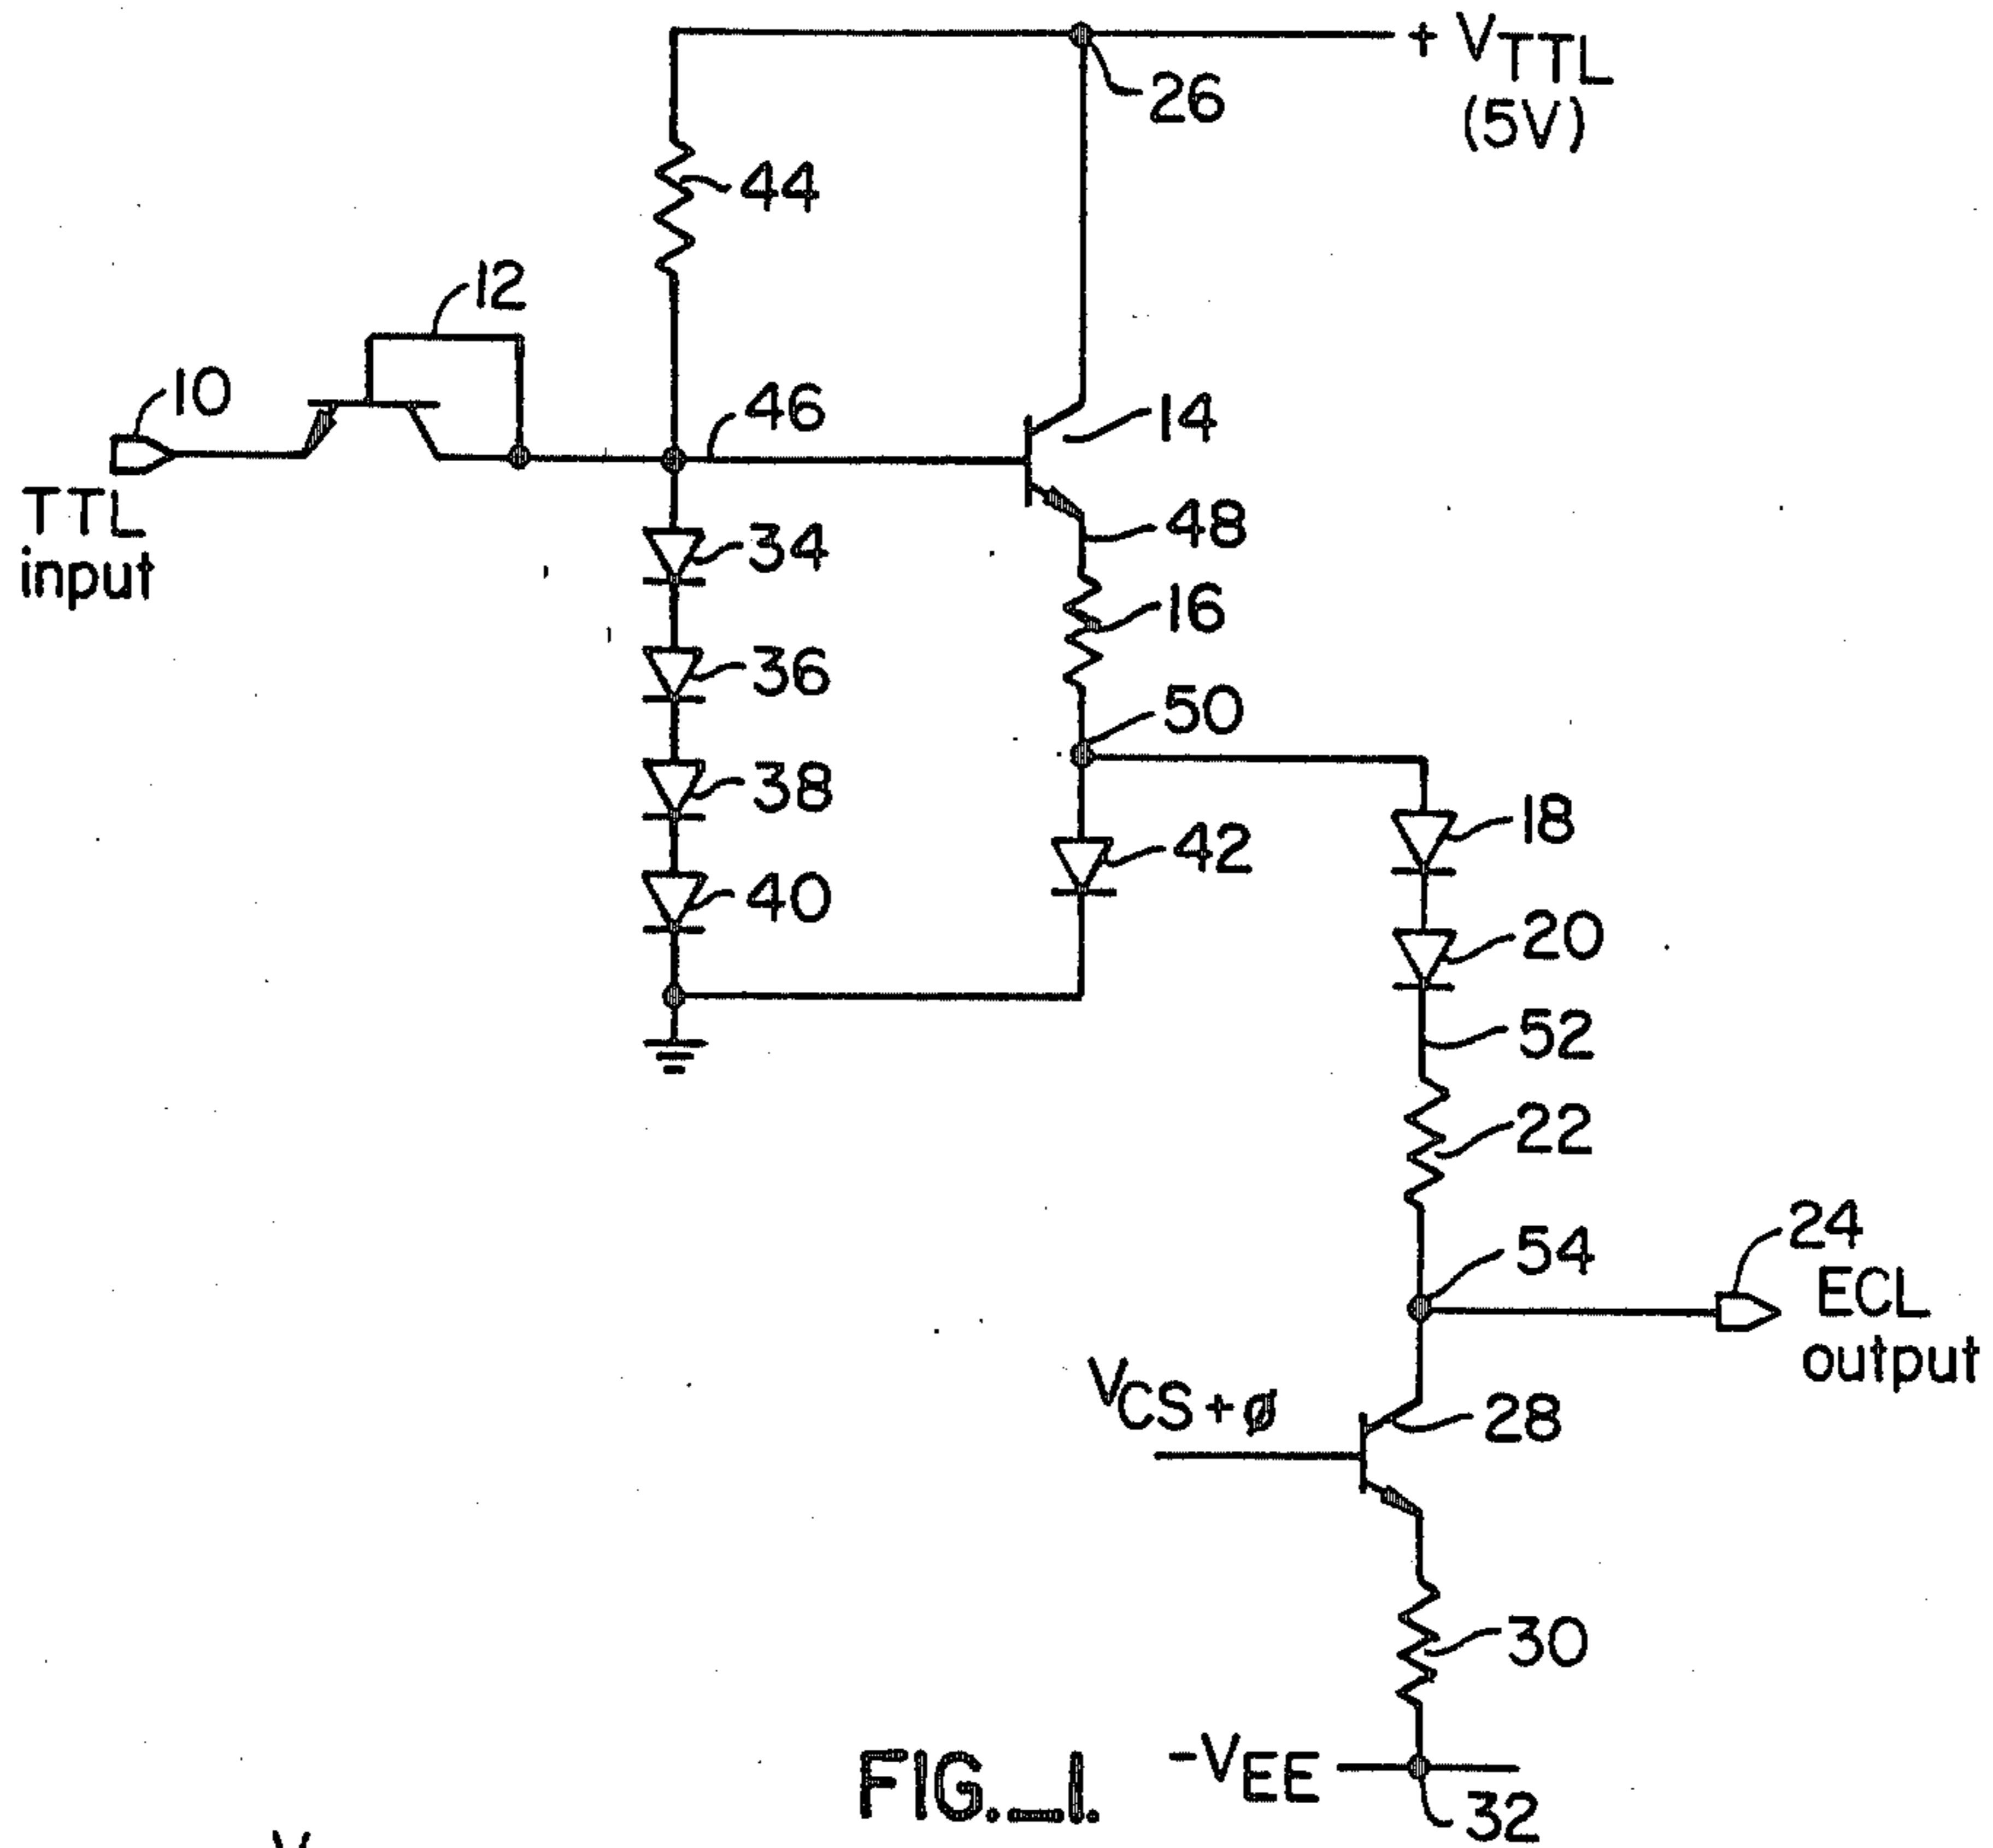 + VTTL
(5V)
26
44
12
10
TTL
input
46
14
48
34
16
36
50
38
18
42
40
20
52
22
24
54
ECL
output
VCS+ø
28
30
FIG._1.
-VEE
32
V